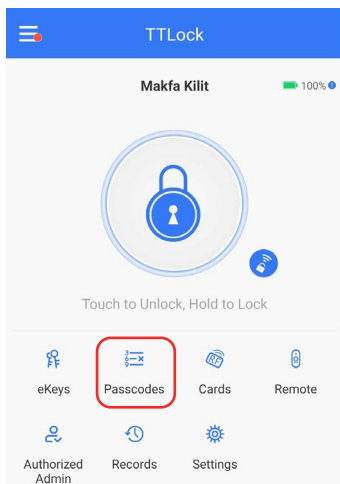 TTLock
Makfa Kilit
100%
Touch to Unlock, Hold to Lock
eKeys
Passcodes
Cards
Remote
Authorized
Admin
Records
Settings